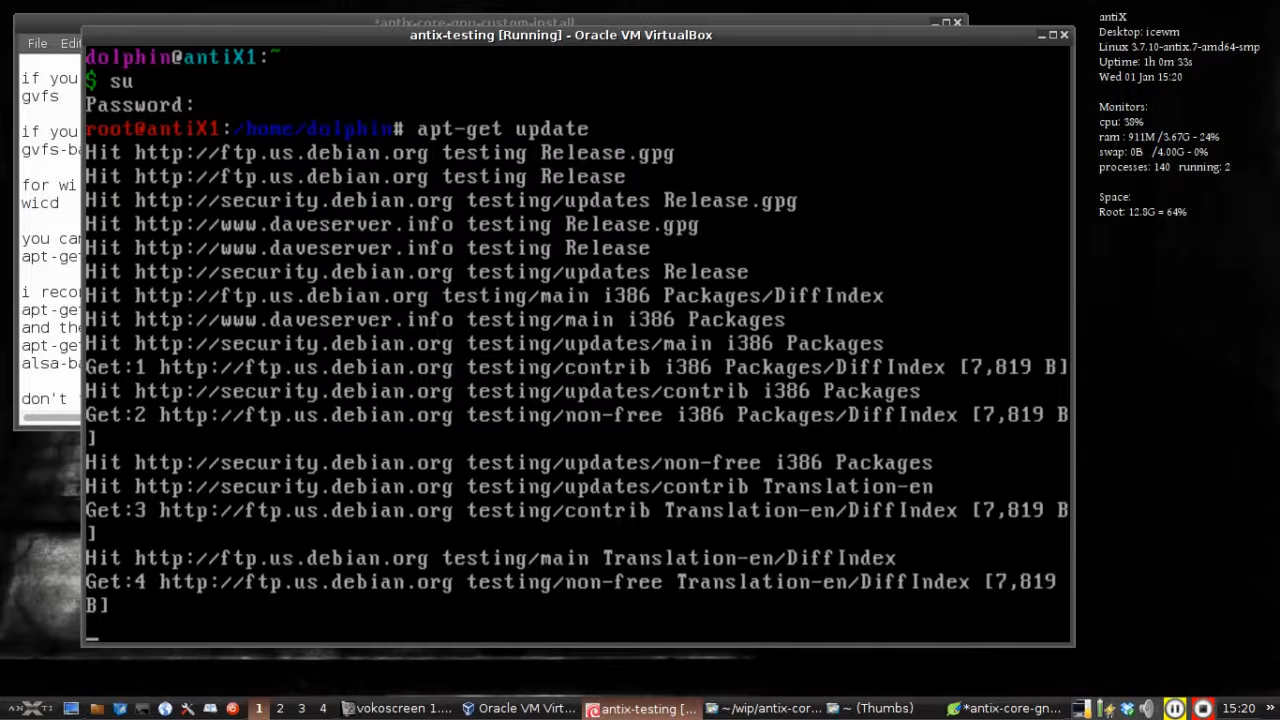 *antix-core-gnu-custom-install
antix-testing [Running] - Oracle VM VirtualBox
File Edi
if you
gvfs
if you
gvfs-ba
for wi
wicd
you can
apt-get
i recor
apt-get
and the
apt-get
alsa-ba
don't
dolphin@antiX1:~
$ su
Password:
root@antiX1:/home/dolphin# apt-get update
Hit http://ftp.us.debian.org testing Release.gpg
Hit http://ftp.us.debian.org testing Release
Hit http://security.debian.org testing/updates Release.gpg
Hit http://www.daveserver.info testing Release.gpg
Hit http://www.daveserver.info testing Release
Hit http://security.debian.org testing/updates Release
Hit http://ftp.us.debian.org testing/main i386 Packages/DiffIndex
Hit http://www.daveserver.info testing/main i386 Packages
Hit http://security.debian.org testing/updates/main i386 Packages
Get:1 http://ftp.us.debian.org testing/contrib i386 Packages/DiffIndex [7,819 B]
Hit http://security.debian.org testing/updates/contrib i386 Packages
Get:2 http://ftp.us.debian.org testing/non-free i386 Packages/DiffIndex [7,819 B
]
Hit http://security.debian.org testing/updates/non-free i386 Packages
Hit http://security.debian.org testing/updates/contrib Translation-en
Get:3 http://ftp.us.debian.org testing/contrib Translation-en/DiffIndex [7,819 B
]
Hit http://ftp.us.debian.org testing/main Translation-en/DiffIndex
Get:4 http://ftp.us.debian.org testing/non-free Translation-en/DiffIndex [7,819
B]
antiX
Desktop: icewm
Linux 3.7.10-antix.7-amd64-smp
Uptime: 1h 0m 33s
Wed 01 Jan 15:20
Monitors:
cpu: 38%
ram : 911M /3.67G - 24%
swap: 0B /4.00G - 0%
processes: 140 running: 2
Space:
Root: 12.8G = 64%
1 2 3 4 vokoscreen 1.... Oracle VM Virt... antix-testing [... ~/wip/antix-cor... ~ (Thumbs) *antix-core-gn... 15:20 »